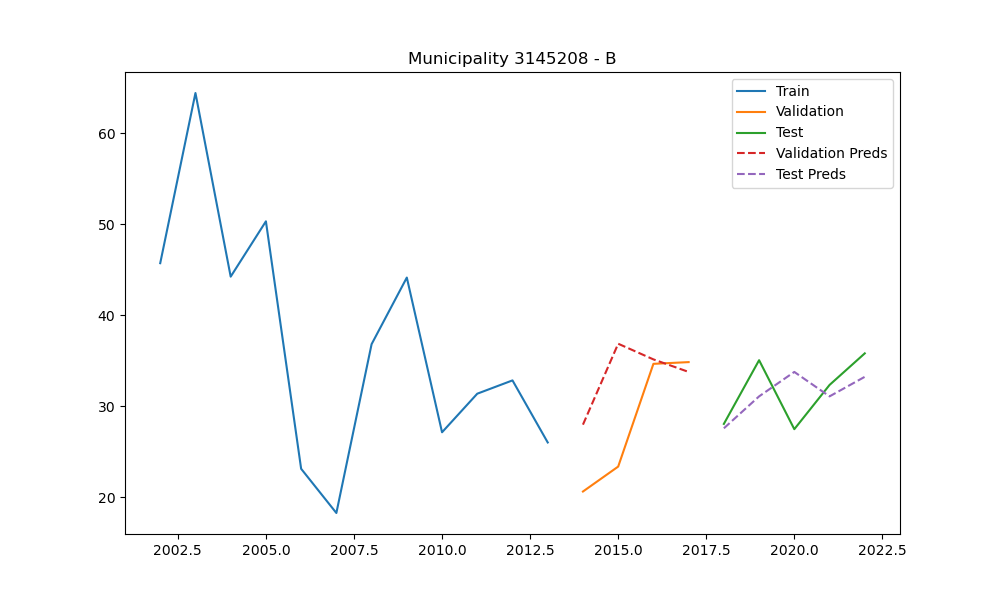 Municipality 3145208 - B
Train
Validation
Test
Validation Preds
Test Preds
60
50
40
30
20
2002.5 2005.0 2007.5 2010.0 2012.5 2015.0 2017.5 2020.0 2022.5